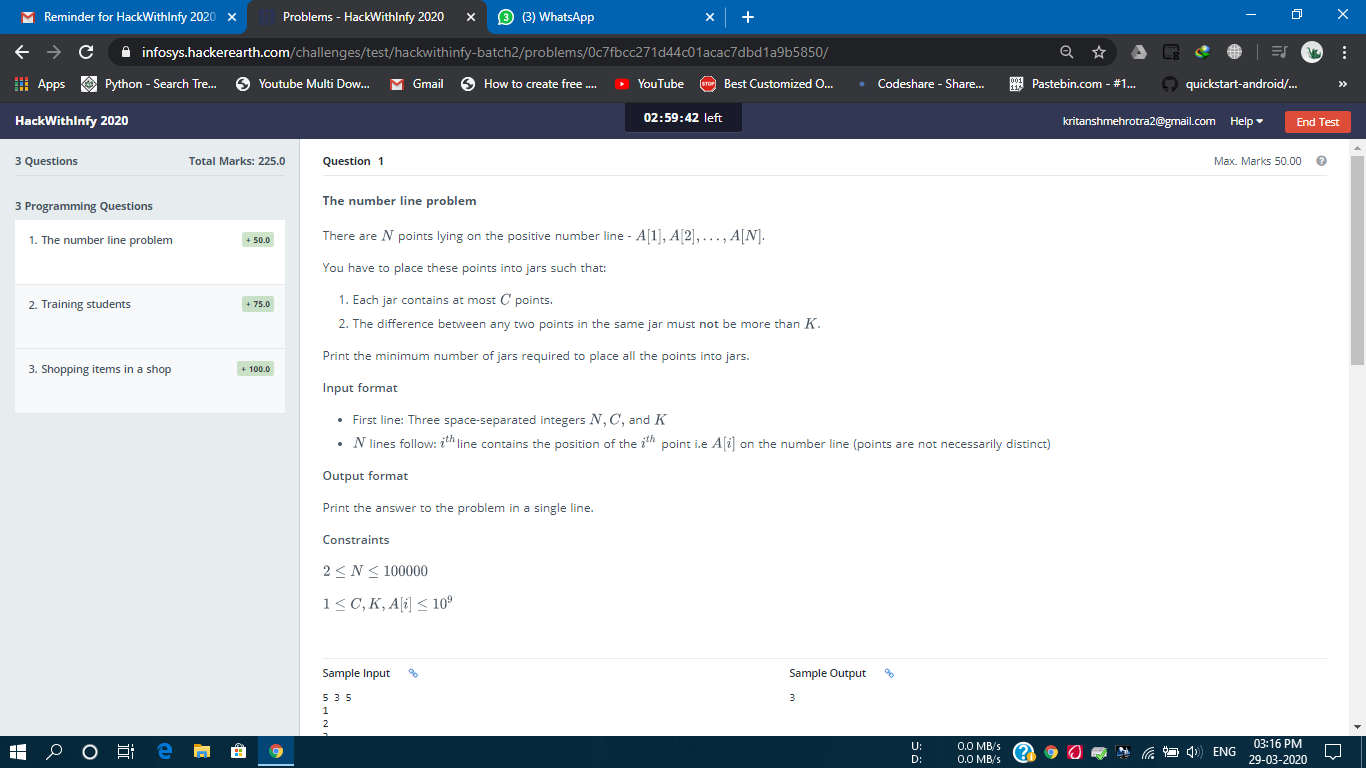 Reminder for HackWithInfy 2020
Problems - HackWithInfy 2020
(3) WhatsApp
infosys.hackerearth.com/challenges/test/hackwithinfy-batch2/problems/0c7fbcc271d44c01acac7dbd1a9b5850/
Apps Python - Search Tre... Youtube Multi Dow... Gmail How to create free .... YouTube STOP Best Customized O... Codeshare - Share... Pastebin.com - #1... quickstart-android/... »
HackWithInfy 2020
02:59:42 left
kritanshmehrotra2@gmail.com Help End Test
3 Questions Total Marks: 225.0
3 Programming Questions
1. The number line problem + 50.0
2. Training students + 75.0
3. Shopping items in a shop + 100.0
Question 1 Max. Marks 50.00 ?
The number line problem
There are N points lying on the positive number line - A[1], A[2], . . . , A[N].
You have to place these points into jars such that:
1. Each jar contains at most C points.
2. The difference between any two points in the same jar must not be more than K.
Print the minimum number of jars required to place all the points into jars.
Input format
• First line: Three space-separated integers N, C, and K
• N lines follow: i^th line contains the position of the i^th point i.e A[i] on the number line (points are not necessarily distinct)
Output format
Print the answer to the problem in a single line.
Constraints
2 ≤ N ≤ 100000
1 ≤ C, K, A[i] ≤ 10^9
Sample Input
5 3 5
1
2
Sample Output
3
U: 0.0 MB/s
D: 0.0 MB/s
ENG
03:16 PM
29-03-2020